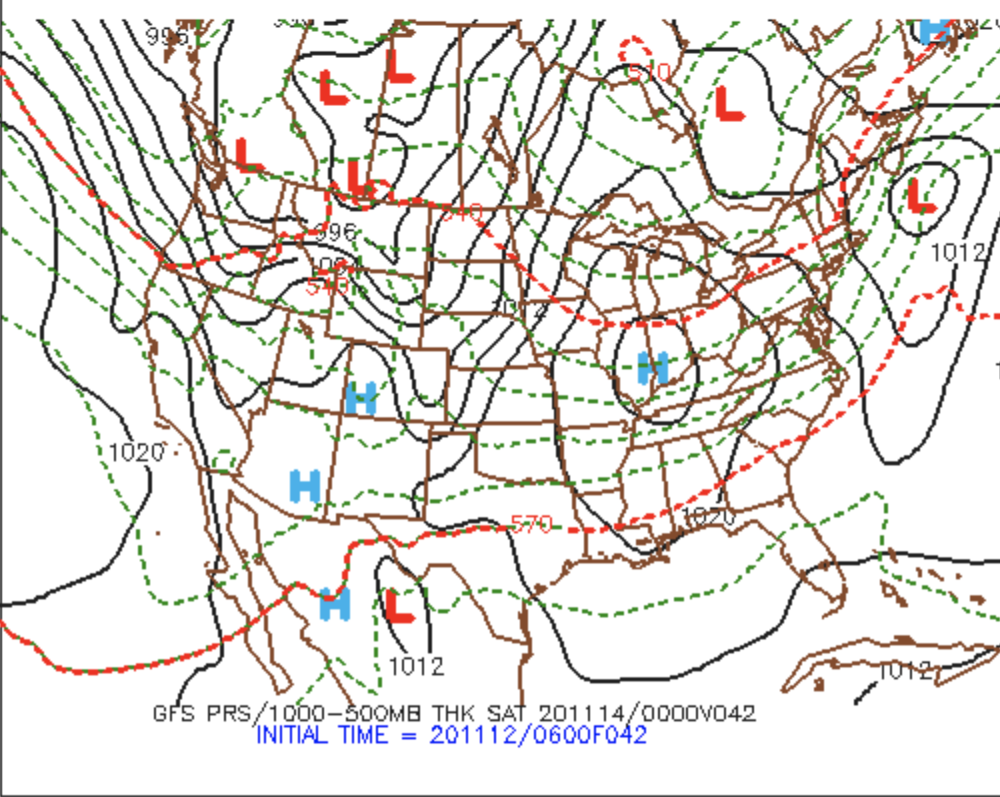 996
H
L
L
510
L
L
L
L
540
996
1012
540
H
H
1020
H
570
1020
H
L
1012
1012
GFS PRS/1000-500MB THK SAT 201114/0000V042
INITIAL TIME = 201112/0600F042